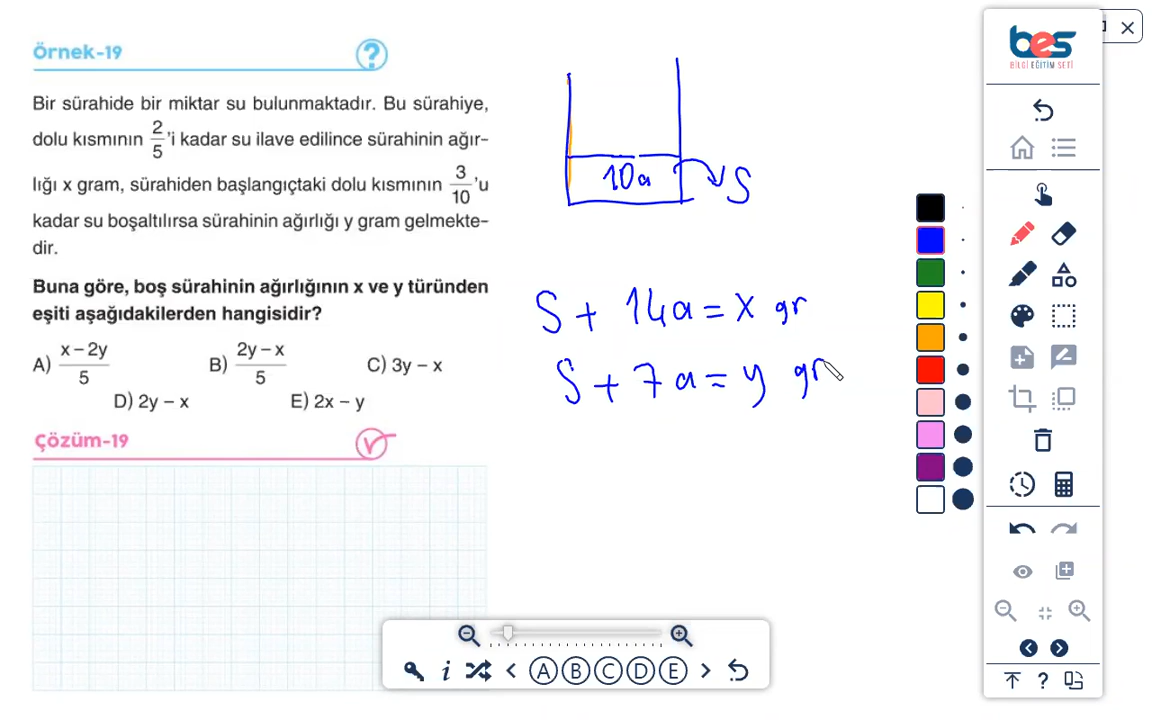 Örnek-19
?
Bir sürahide bir miktar su bulunmaktadır. Bu sürahiye,
dolu kısmının 2/5'i kadar su ilave edilince sürahinin ağır-
lığı x gram, sürahiden başlangıçtaki dolu kısmının 3/10'u
kadar su boşaltılırsa sürahinin ağırlığı y gram gelmekte-
dir.
Buna göre, boş sürahinin ağırlığının x ve y türünden
eşiti aşağıdakilerden hangisidir?
A) x – 2y / 5 B) 2y – x / 5 C) 3y – x
D) 2y – x E) 2x – y
Çözüm-19
10a
S
S + 14a = x gr
S + 7a = y gr
bes
BİLGİ EĞİTİM SETİ
?
i < A B C D E >